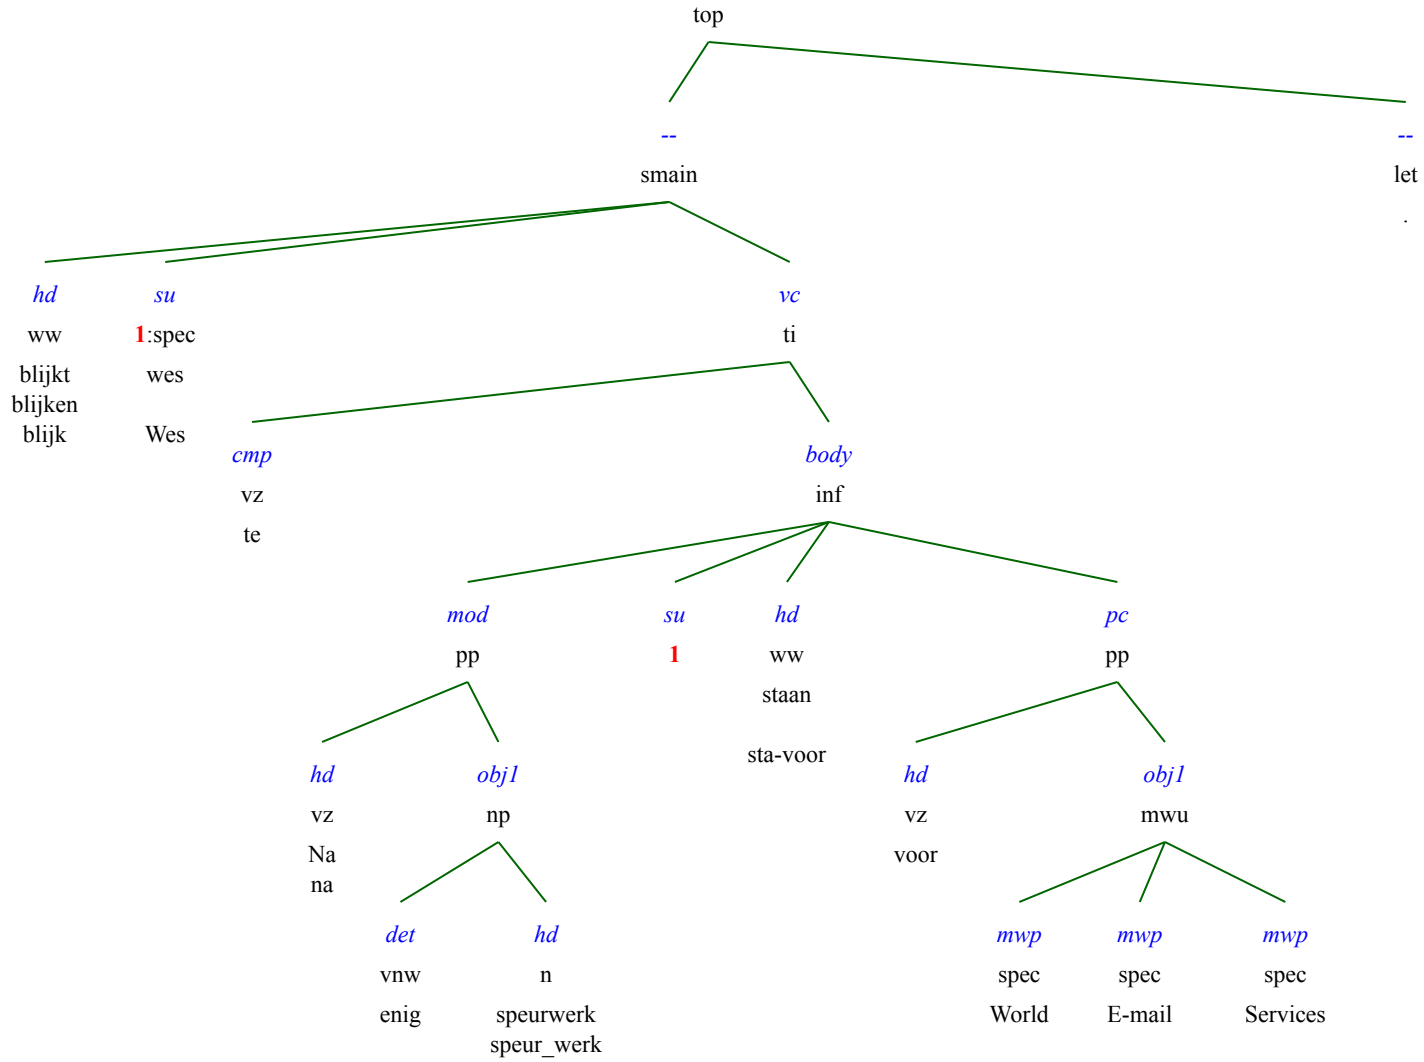 top
-- --
smain let
.
hd su vc
ww 1:spec ti
blijkt wes
blijken
blijk Wes
cmp body
vz inf
te
mod su hd pc
pp 1 ww pp
staan
sta-voor
hd obj1 hd obj1
vz np vz mwu
Na voor
na
det hd mwp mwp mwp
vnw n spec spec spec
enig speurwerk World E-mail Services
speur_werk